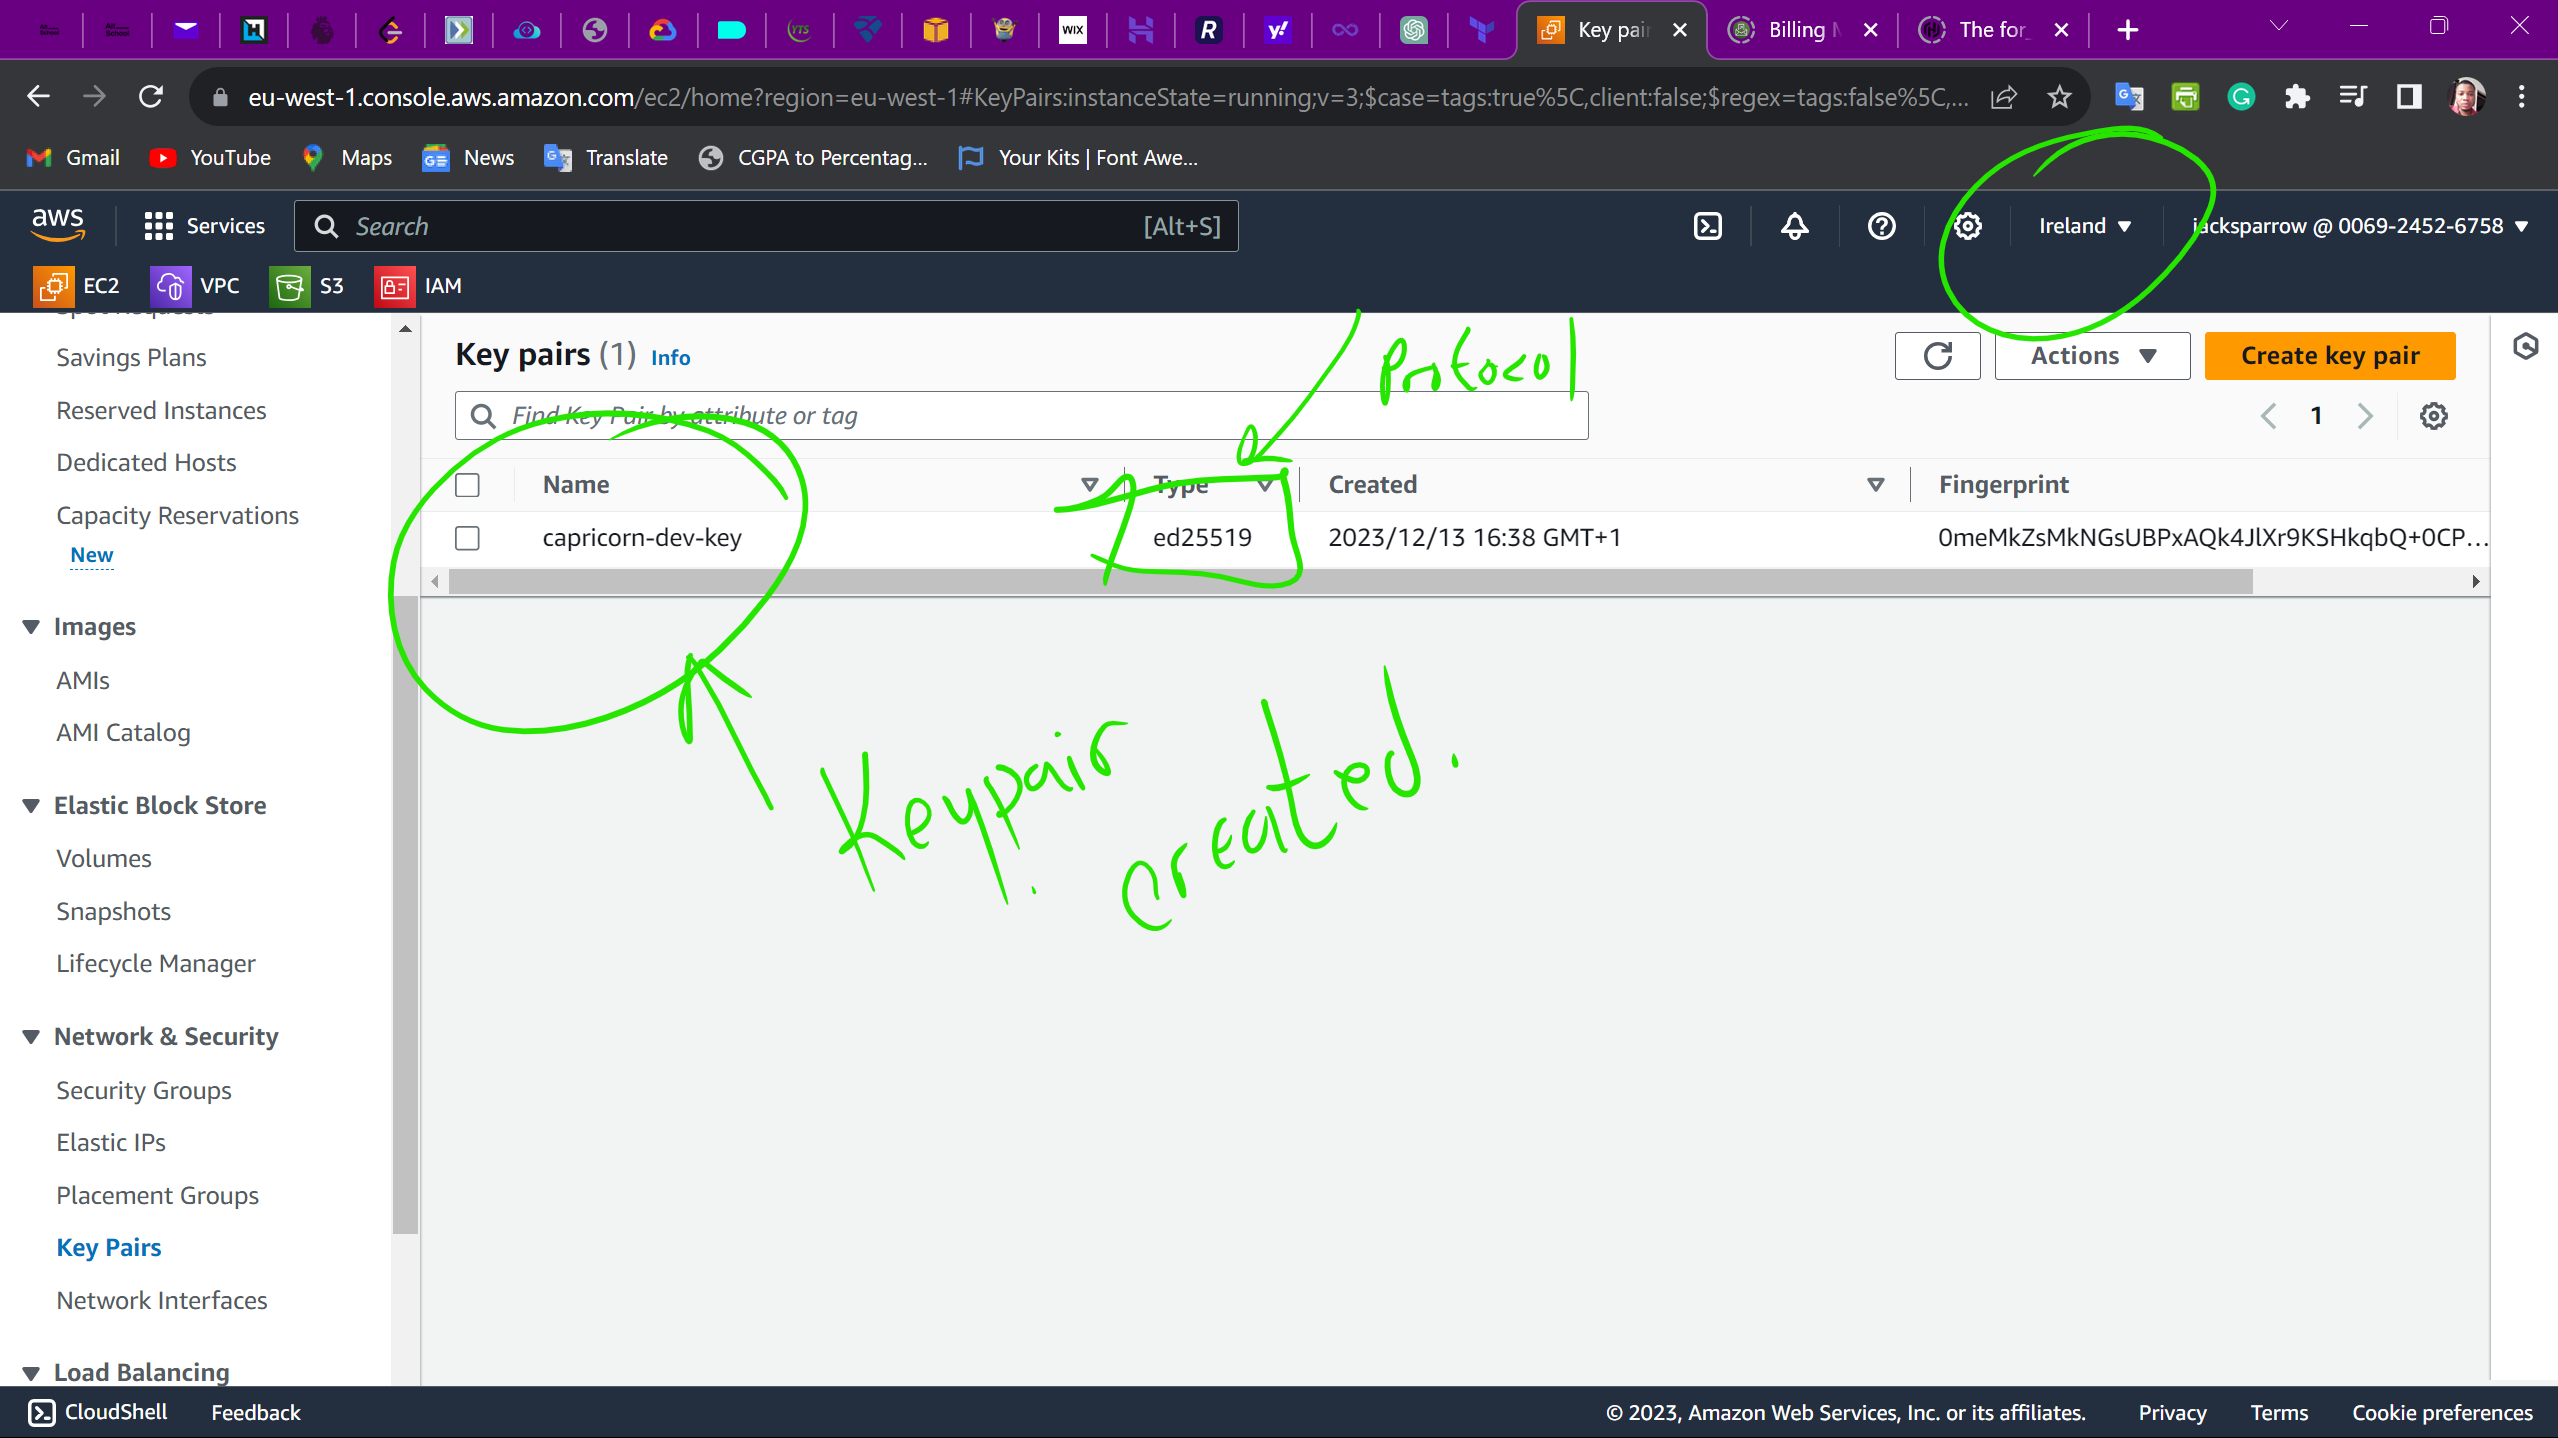 Key pair
Billing M
The for_
eu-west-1.console.aws.amazon.com/ec2/home?region=eu-west-1#KeyPairs:instanceState=running;v=3;$case=tags:true%5C,client:false;$regex=tags:false%5C,...
Gmail YouTube Maps News Translate CGPA to Percentag... Your Kits | Font Awe...
aws Services Search [Alt+S] Ireland jacksparrow @ 0069-2452-6758
EC2 VPC S3 IAM
Spot Requests
Savings Plans
Reserved Instances
Dedicated Hosts
Capacity Reservations
New
Images
AMIs
AMI Catalog
Elastic Block Store
Volumes
Snapshots
Lifecycle Manager
Network & Security
Security Groups
Elastic IPs
Placement Groups
Key Pairs
Network Interfaces
Load Balancing
Key pairs (1) Info
Protocol
Actions
Create key pair
Find Key Pair by attribute or tag
1
Name Type Created Fingerprint
capricorn-dev-key ed25519 2023/12/13 16:38 GMT+1 0meMkZsMkNGsUBPxAQk4JlXr9KSHkqbQ+0CP...
Keypair
created.
CloudShell Feedback © 2023, Amazon Web Services, Inc. or its affiliates. Privacy Terms Cookie preferences